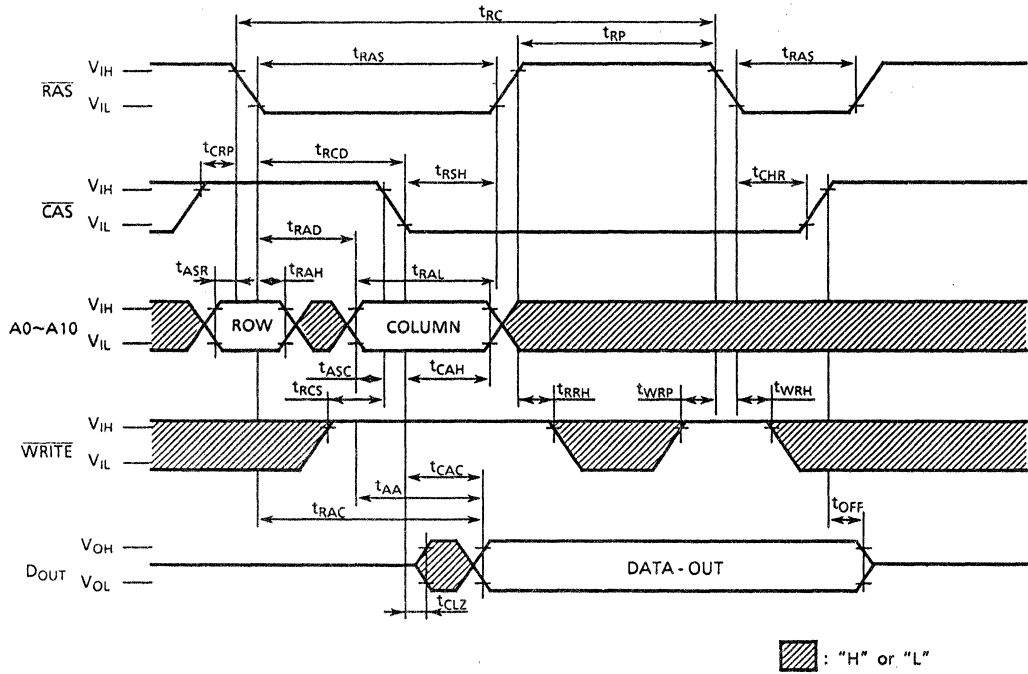 tRC
tRP
tRAS
tRAS
VIH
RAS
VIL
tCRP
tRCD
tRSH
tCHR
VIH
CAS
VIL
tRAD
tASR
tRAH
tRAL
VIH
A0~A10
ROW
COLUMN
VIL
tASC
tCAH
tRCS
tRRH
tWRP
tWRH
VIH
WRITE
VIL
tCAC
tAA
tRAC
tOFF
VOH
DOUT
DATA - OUT
VOL
tCLZ
: "H" or "L"